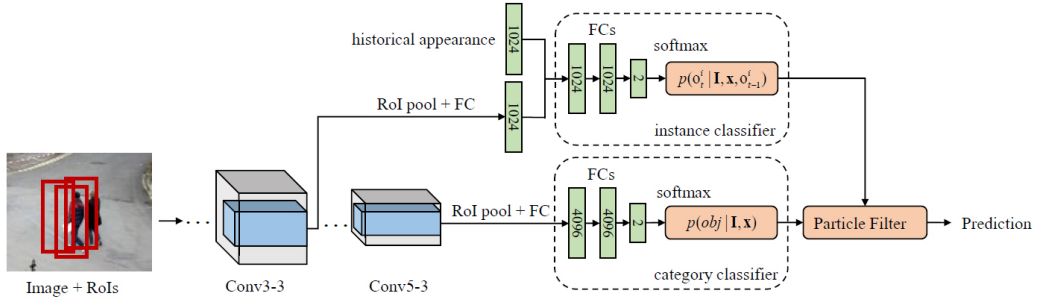 historical appearance
1024
RoI pool + FC
1024
FCs
1024
1024
2
softmax
p(o_t^i | I, x, o_{t-1}^i)
instance classifier
Image + RoIs
Conv3-3
Conv5-3
RoI pool + FC
FCs
4096
4096
2
softmax
p(obj | I, x)
category classifier
Particle Filter
Prediction